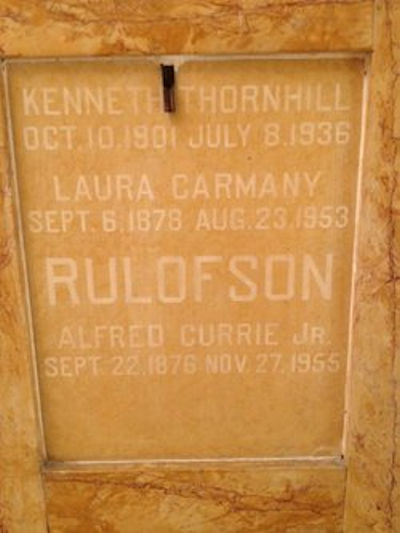 KENNETH THORNHILL
OCT. 10. 1901 JULY 8. 1936
LAURA CARMANY
SEPT. 6, 1878 AUG. 23, 1953
RULOFSON
ALFRED CURRIE JR.
SEPT. 22, 1876 NOV. 27, 1955